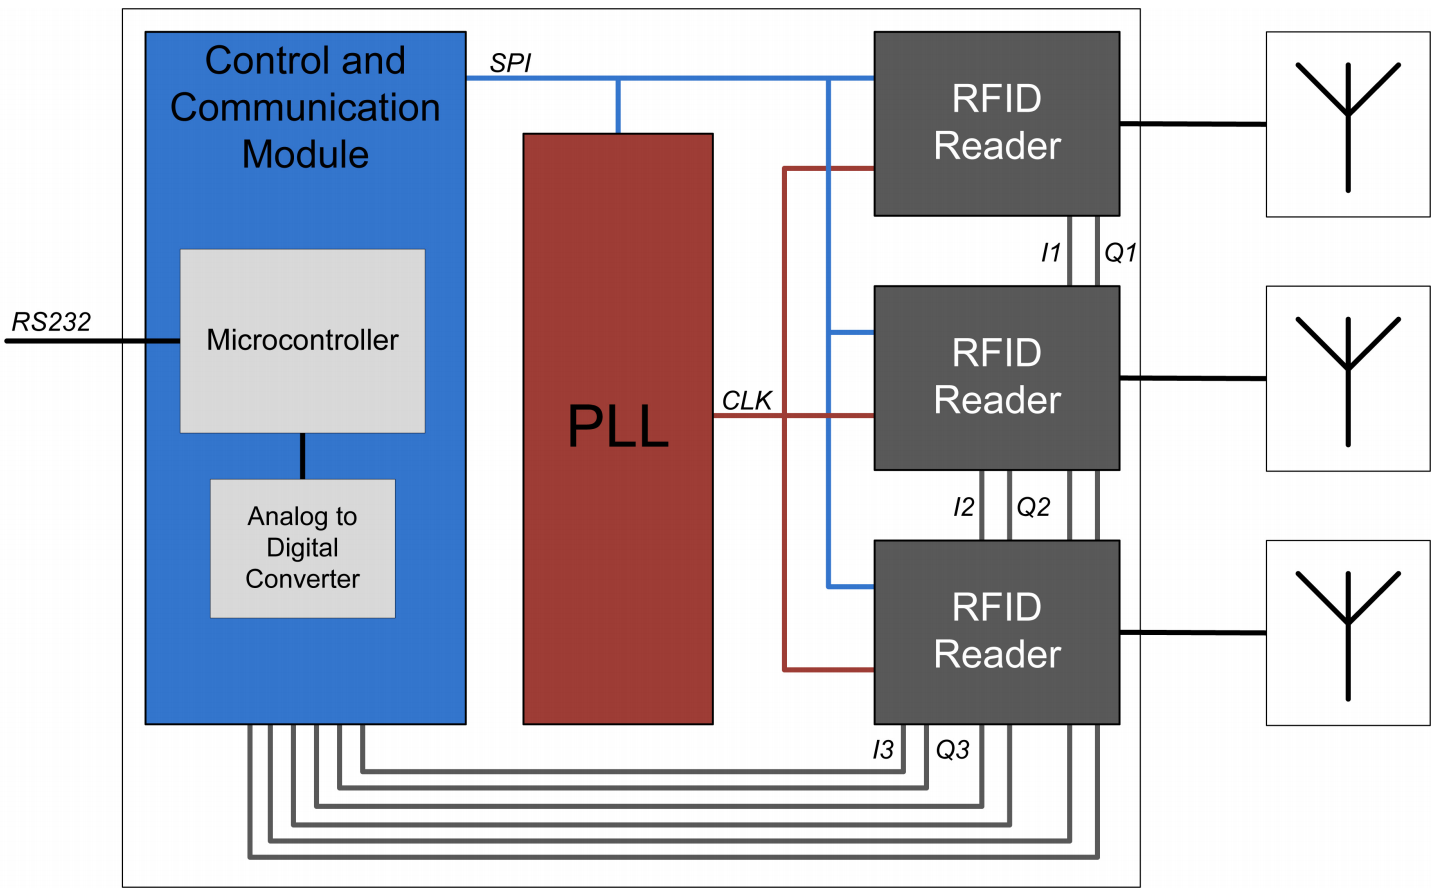 Control and
Communication
Module
SPI
RFID
Reader
I1
Q1
RS232
Microcontroller
PLL
CLK
RFID
Reader
Analog to
Digital
Converter
I2
Q2
RFID
Reader
I3
Q3